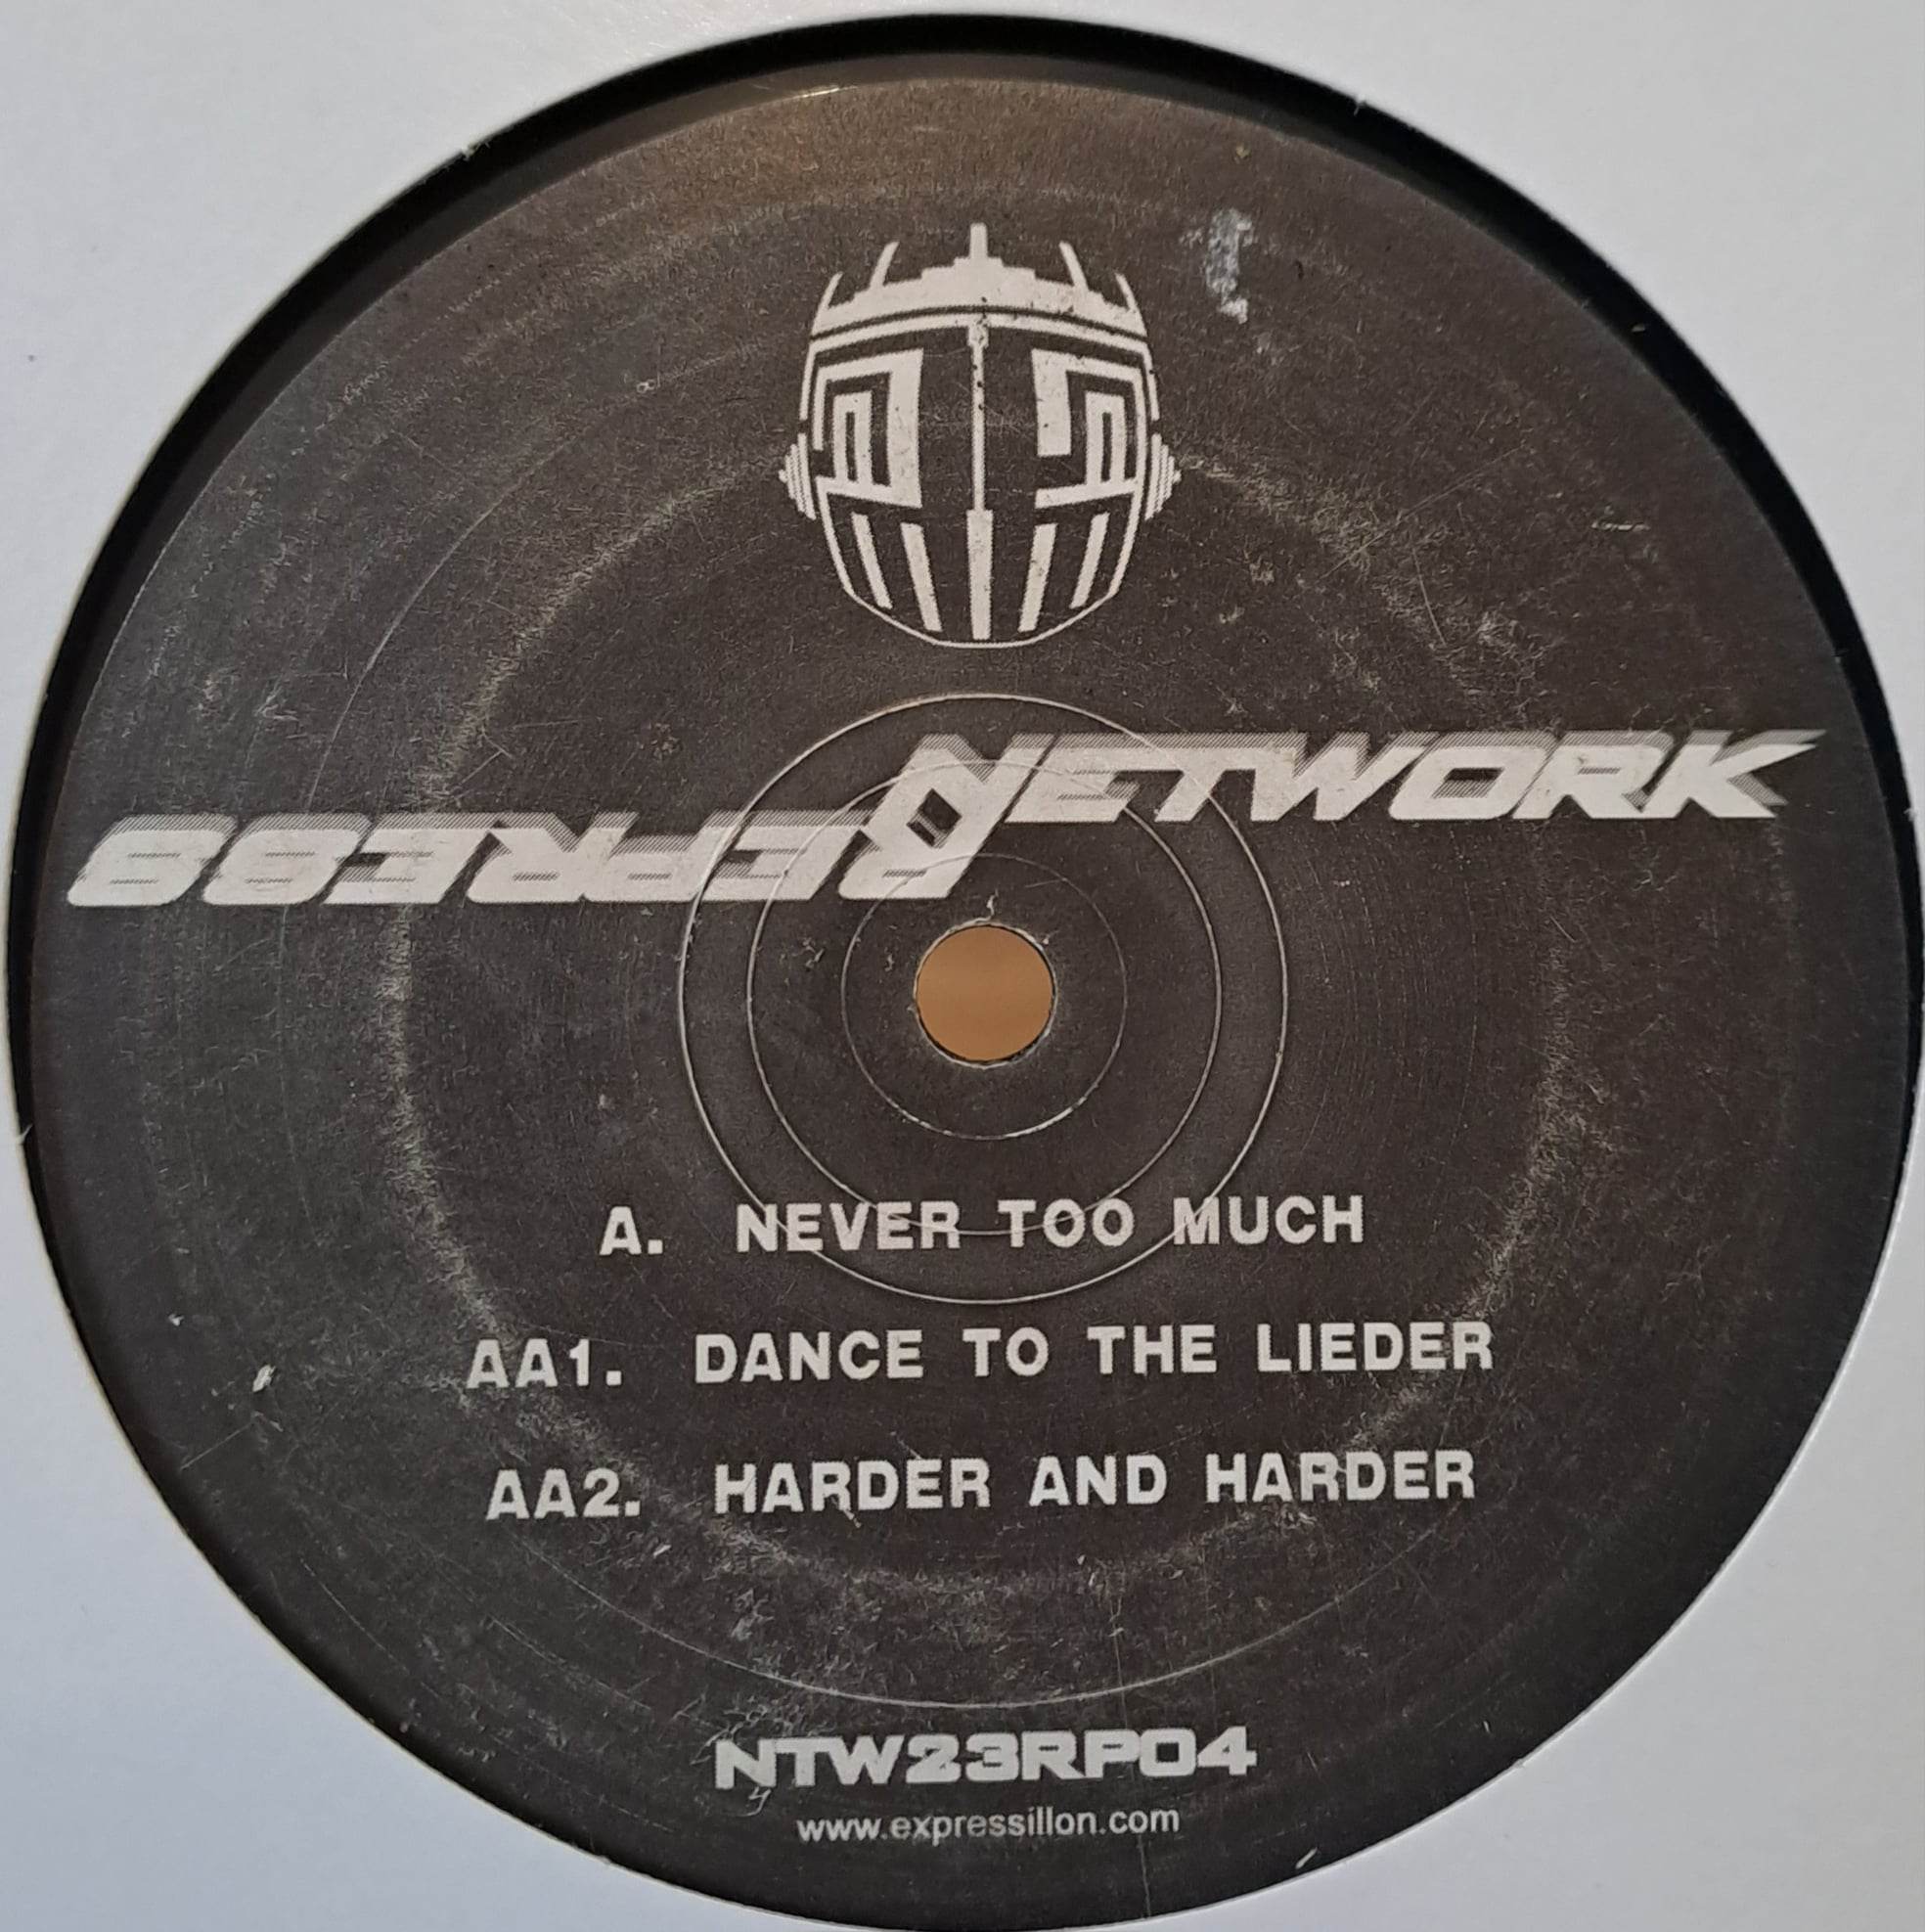 NETWORK
REPRESS
A. NEVER TOO MUCH
AA1. DANCE TO THE LIEDER
AA2. HARDER AND HARDER
NTW23RP04
www.expressillon.com